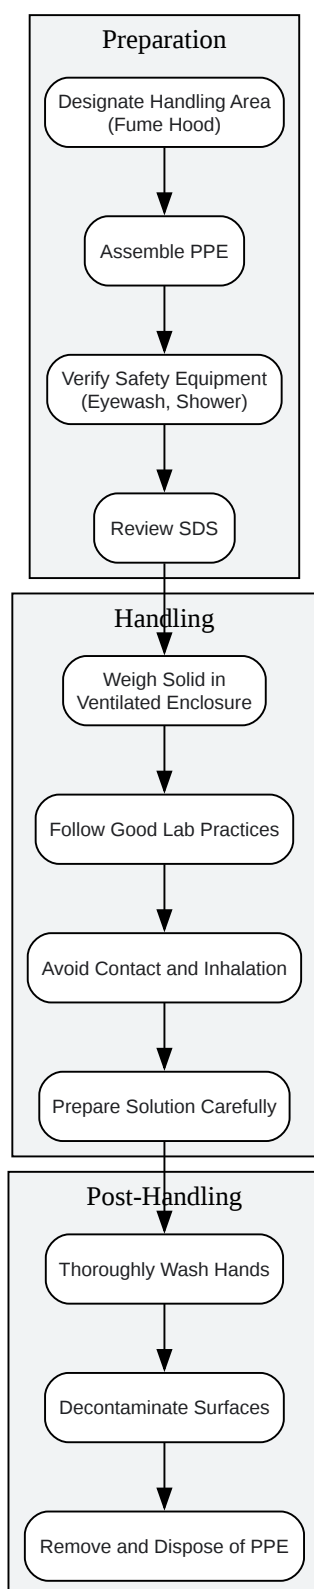 Preparation
Designate Handling Area
(Fume Hood)
Assemble PPE
Verify Safety Equipment
(Eyewash, Shower)
Review SDS
Handling
Weigh Solid in
Ventilated Enclosure
Follow Good Lab Practices
Avoid Contact and Inhalation
Prepare Solution Carefully
Post-Handling
Thoroughly Wash Hands
Decontaminate Surfaces
Remove and Dispose of PPE